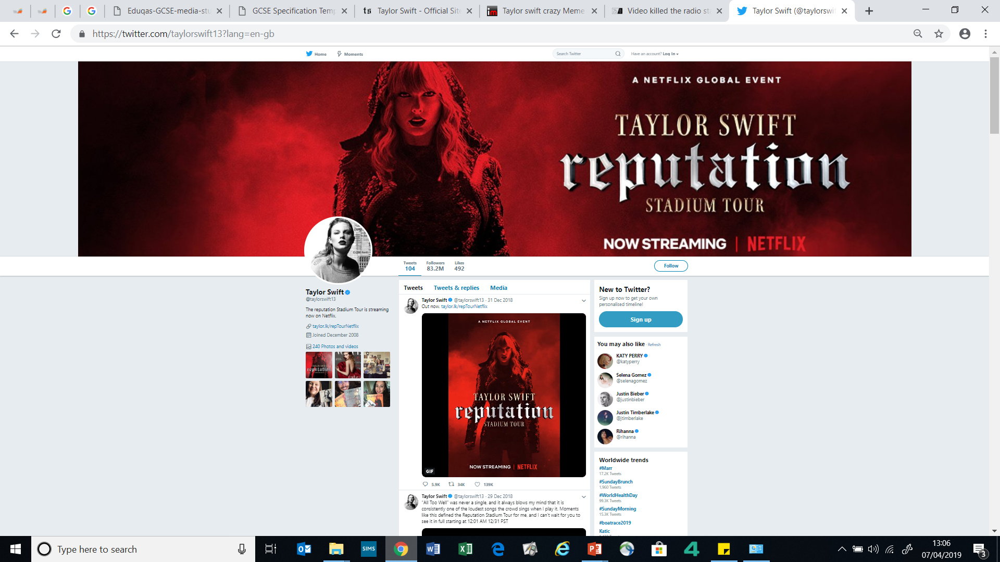 Eduqas-GCSE-media-stu
GCSE Specification Temp
Taylor Swift - Official Site
Taylor swift crazy Meme
Video killed the radio sta
Taylor Swift (@taylorswi
https://twitter.com/taylorswift13?lang=en-gb
Home
Moments
Search Twitter
Have an account? Log In
A NETFLIX GLOBAL EVENT
TAYLOR SWIFT
reputation
STADIUM TOUR
NOW STREAMING | NETFLIX
Tweets
104
Followers
83.2M
Likes
492
Follow
Taylor Swift
@taylorswift13
The reputation Stadium Tour is streaming
now on Netflix.
taylor.lk/repTourNetflix
Joined December 2008
240 Photos and videos
Tweets
Tweets & replies
Media
Taylor Swift @taylorswift13 · 31 Dec 2018
Out now. taylor.lk/repTourNetflix
A NETFLIX GLOBAL EVENT
TAYLOR SWIFT
reputation
STADIUM TOUR
NOW STREAMING | NETFLIX
GIF
5.9K
34K
139K
Taylor Swift @taylorswift13 · 29 Dec 2018
"All Too Well" was never a single, and it always blows my mind that it is
consistently one of the loudest songs the crowd sings when I play it. Moments
like this defined the Reputation Stadium Tour for me, and I can't wait for you to
see it in full starting at 12:01 AM 12/31 PST
New to Twitter?
Sign up now to get your own
personalised timeline!
Sign up
You may also like · Refresh
KATY PERRY
@katyperry
Selena Gomez
@selenagomez
Justin Bieber
@justinbieber
Justin Timberlake
@jtimberlake
Rihanna
@rihanna
Worldwide trends
#Marr
17.2K Tweets
#SundayBrunch
1,960 Tweets
#WorldHealthDay
99.3K Tweets
#SundayMorning
15.3K Tweets
#boatrace2019
Katic
Type here to search
SIMS
13:06
07/04/2019
3